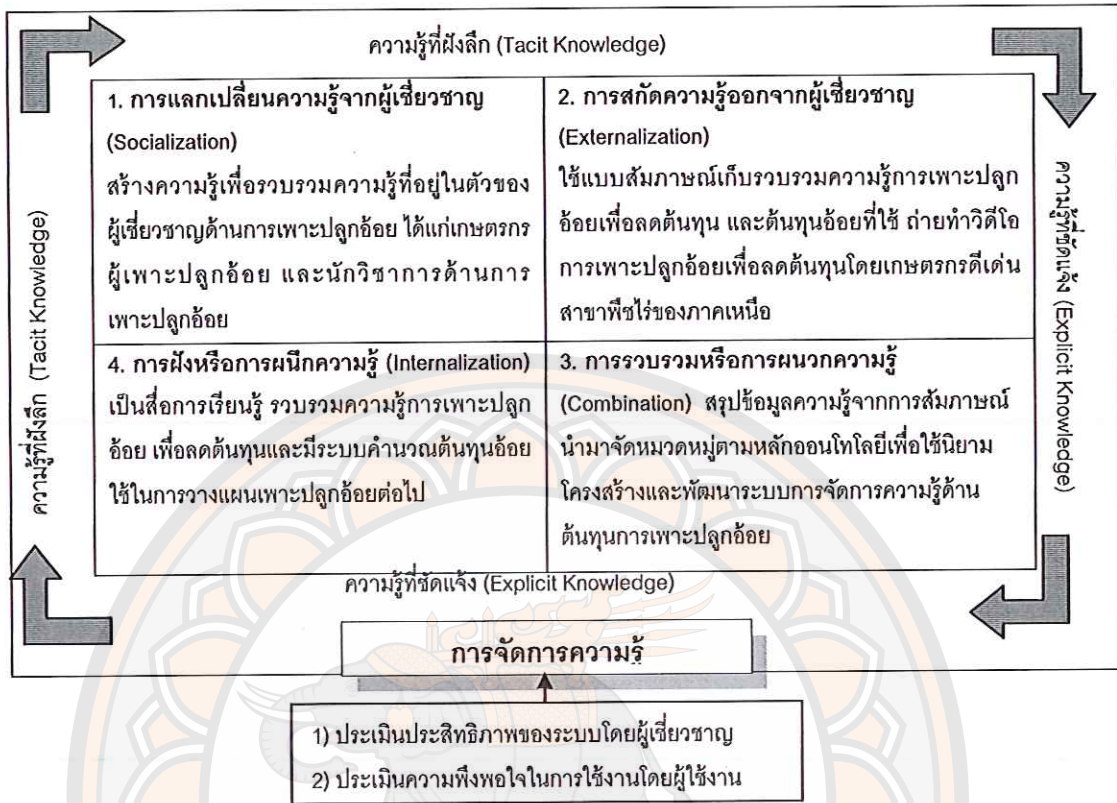 ความรู้ที่ฝังลึก (Tacit Knowledge)
1. การแลกเปลี่ยนความรู้จากผู้เชี่ยวชาญ
(Socialization)
สร้างความรู้เพื่อรวบรวมความรู้ที่อยู่ในตัวของ
ผู้เชี่ยวชาญด้านการเพาะปลูกอ้อย ได้แก่เกษตรกร
ผู้เพาะปลูกอ้อย และนักวิชาการด้านการ
เพาะปลูกอ้อย
2. การสกัดความรู้ออกจากผู้เชี่ยวชาญ
(Externalization)
ใช้แบบสัมภาษณ์เก็บรวบรวมความรู้การเพาะปลูก
อ้อยเพื่อลดต้นทุน และต้นทุนอ้อยที่ใช้ ถ่ายทำวิดีโอ
การเพาะปลูกอ้อยเพื่อลดต้นทุนโดยเกษตรกรดีเด่น
สาขาพืชไร่ของภาคเหนือ
ความรู้ที่ฝังลึก (Tacit Knowledge)
ความรู้ที่ชัดแจ้ง (Explicit Knowledge)
4. การฝังหรือการผนึกความรู้ (Internalization)
เป็นสื่อการเรียนรู้ รวบรวมความรู้การเพาะปลูก
อ้อย เพื่อลดต้นทุนและมีระบบคำนวณต้นทุนอ้อย
ใช้ในการวางแผนเพาะปลูกอ้อยต่อไป
3. การรวบรวมหรือการผนวกความรู้
(Combination) สรุปข้อมูลความรู้จากการสัมภาษณ์
นำมาจัดหมวดหมู่ตามหลักออนโทโลยีเพื่อใช้นิยาม
โครงสร้างและพัฒนาระบบการจัดการความรู้ด้าน
ต้นทุนการเพาะปลูกอ้อย
ความรู้ที่ชัดแจ้ง (Explicit Knowledge)
การจัดการความรู้
1) ประเมินประสิทธิภาพของระบบโดยผู้เชี่ยวชาญ
2) ประเมินความพึงพอใจในการใช้งานโดยผู้ใช้งาน